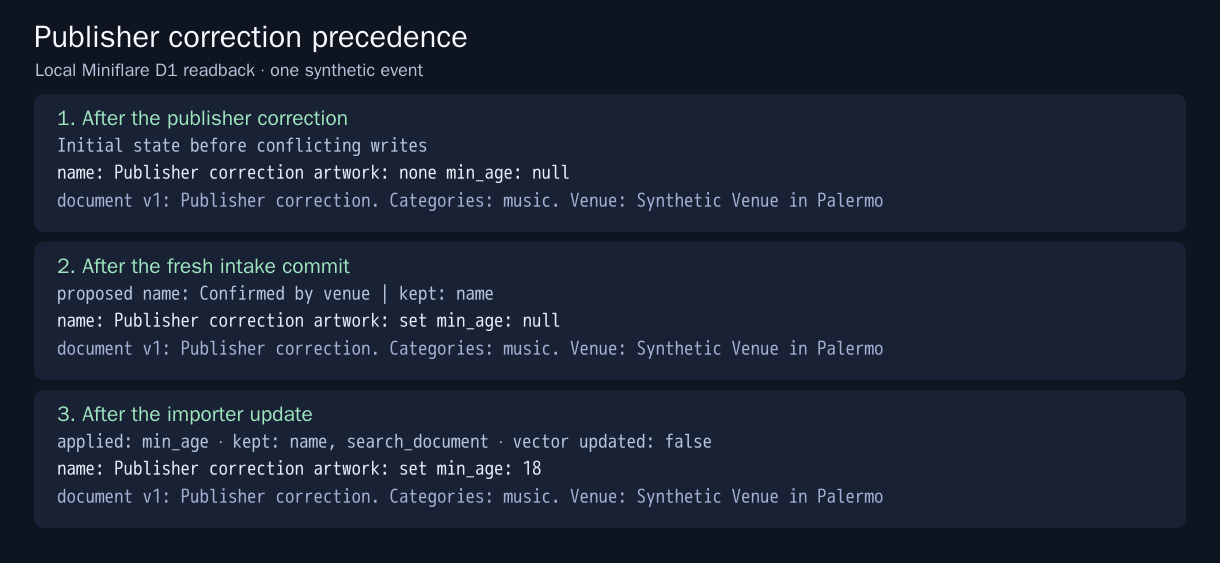 Publisher correction precedence
Local Miniflare D1 readback · one synthetic event
1. After the publisher correction
Initial state before conflicting writes
name: Publisher correction artwork: none min_age: null
document v1: Publisher correction. Categories: music. Venue: Synthetic Venue in Palermo
2. After the fresh intake commit
proposed name: Confirmed by venue | kept: name
name: Publisher correction artwork: set min_age: null
document v1: Publisher correction. Categories: music. Venue: Synthetic Venue in Palermo
3. After the importer update
applied: min_age · kept: name, search_document · vector updated: false
name: Publisher correction artwork: set min_age: 18
document v1: Publisher correction. Categories: music. Venue: Synthetic Venue in Palermo